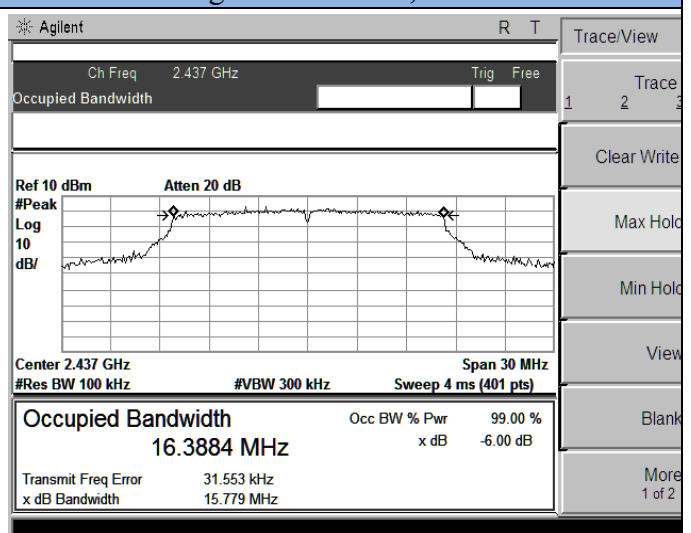 Agilent
R T
Trace/View
Ch Freq 2.437 GHz Trig Free
Occupied Bandwidth
Trace
1 2 3
Clear Write
Ref 10 dBm Atten 20 dB
#Peak
Log
10
dB/
Max Hold
Min Hold
Center 2.437 GHz Span 30 MHz
#Res BW 100 kHz #VBW 300 kHz Sweep 4 ms (401 pts)
View
Occupied Bandwidth Occ BW % Pwr 99.00 %
16.3884 MHz x dB -6.00 dB
Blank
Transmit Freq Error 31.553 kHz
x dB Bandwidth 15.779 MHz
More
1 of 2